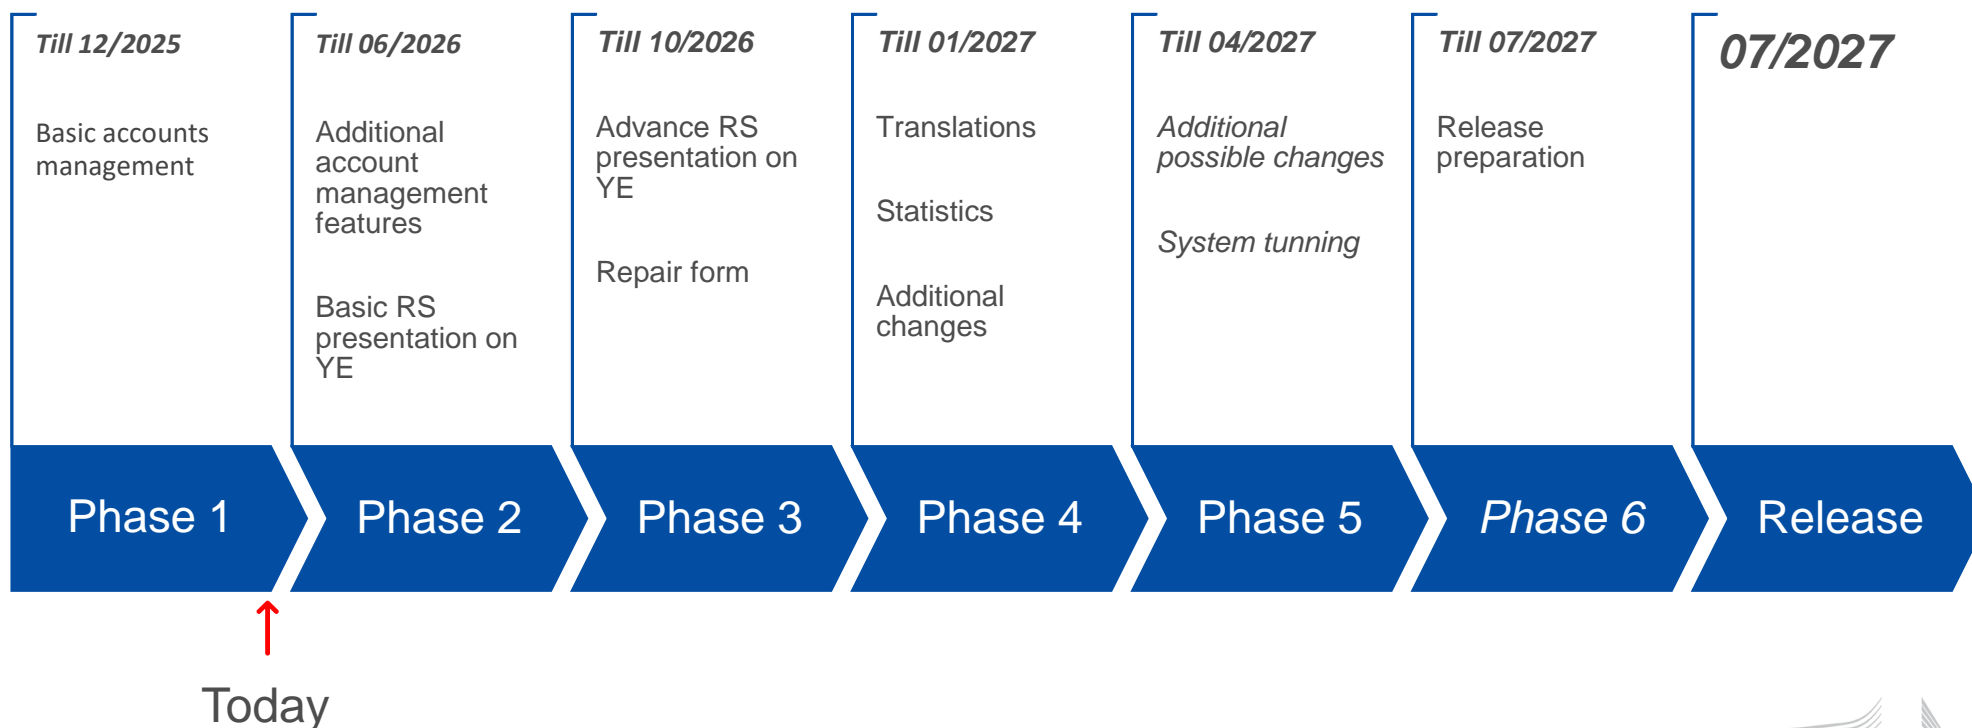 Till 12/2025
Basic accounts
management
Till 06/2026
Additional
account
management
features
Basic RS
presentation on
YE
Till 10/2026
Advance RS
presentation on
YE
Repair form
Till 01/2027
Translations
Statistics
Additional
changes
Till 04/2027
Additional
possible changes
System tunning
Till 07/2027
Release
preparation
07/2027
Phase 1
Phase 2
Phase 3
Phase 4
Phase 5
Phase 6
Release
Today